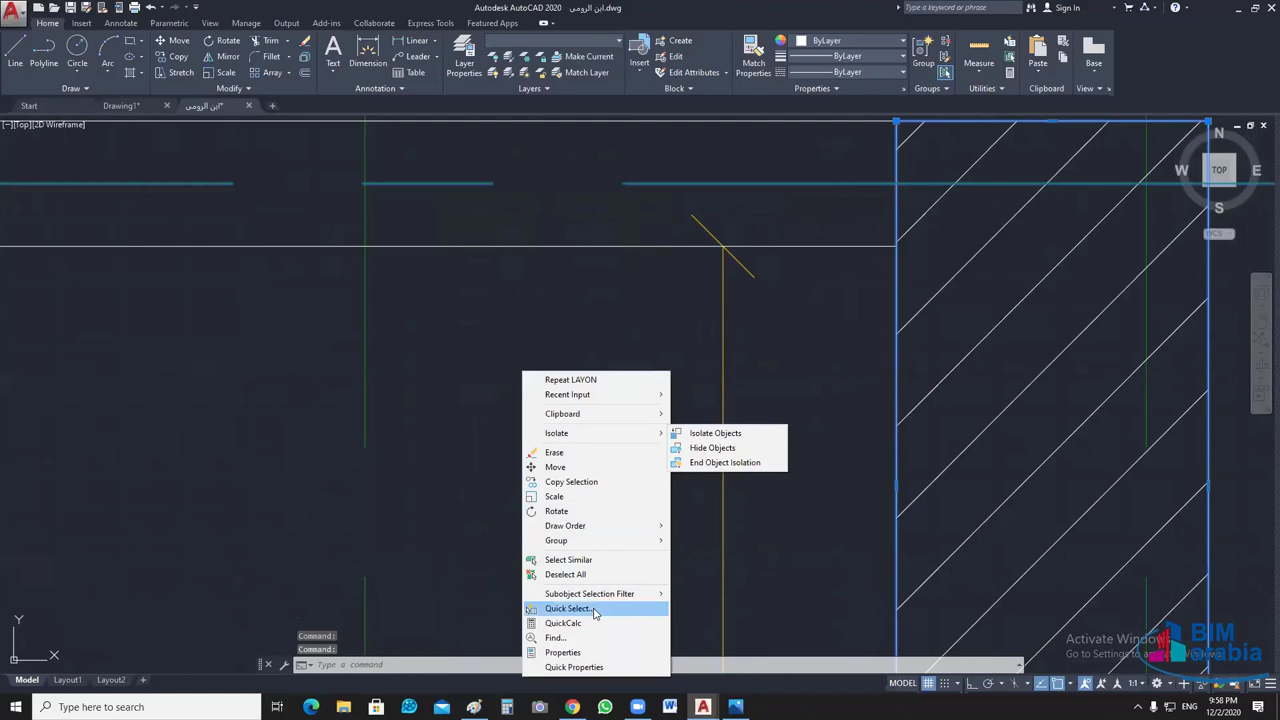 Autodesk AutoCAD 2020 ابن الرومى.dwg
Type a keyword or phrase
Sign In
Home Insert Annotate Parametric View Manage Output Add-ins Collaborate Express Tools Featured Apps
Line
Polyline
Circle
Arc
Move
Rotate
Trim
Copy
Mirror
Fillet
Stretch
Scale
Array
Text
Dimension
Linear
Leader
Table
Layer
Properties
Make Current
Match Layer
Insert
Create
Edit
Edit Attributes
Match
Properties
ByLayer
ByLayer
ByLayer
Group
Measure
Paste
Base
Draw
Modify
Annotation
Layers
Block
Properties
Groups
Utilities
Clipboard
View
Start
Drawing1*
ابن الرومى*
[−][Top][2D Wireframe]
N
W
TOP
E
S
WCS
Repeat LAYON
Recent Input
Clipboard
Isolate
Isolate Objects
Hide Objects
End Object Isolation
Erase
Move
Copy Selection
Scale
Rotate
Draw Order
Group
Select Similar
Deselect All
Subobject Selection Filter
Quick Select...
QuickCalc
Find...
Properties
Quick Properties
Y
X
Command:
Command:
Type a command
Activate Windows
Go to Settings to activate
BIM
arabia
Model
Layout1
Layout2
MODEL
1:1
Type here to search
9:58 PM
12/2/2020